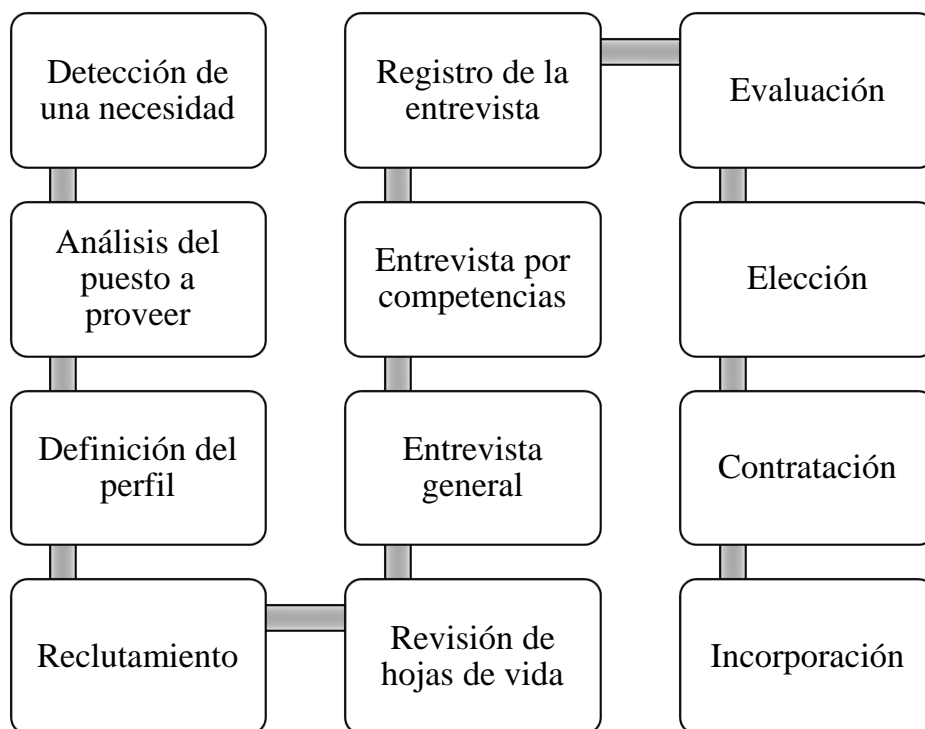 Detección de
una necesidad
Análisis del
puesto a
proveer
Definición del
perfil
Reclutamiento
Revisión de
hojas de vida
Entrevista
general
Entrevista por
competencias
Registro de la
entrevista
Evaluación
Elección
Contratación
Incorporación